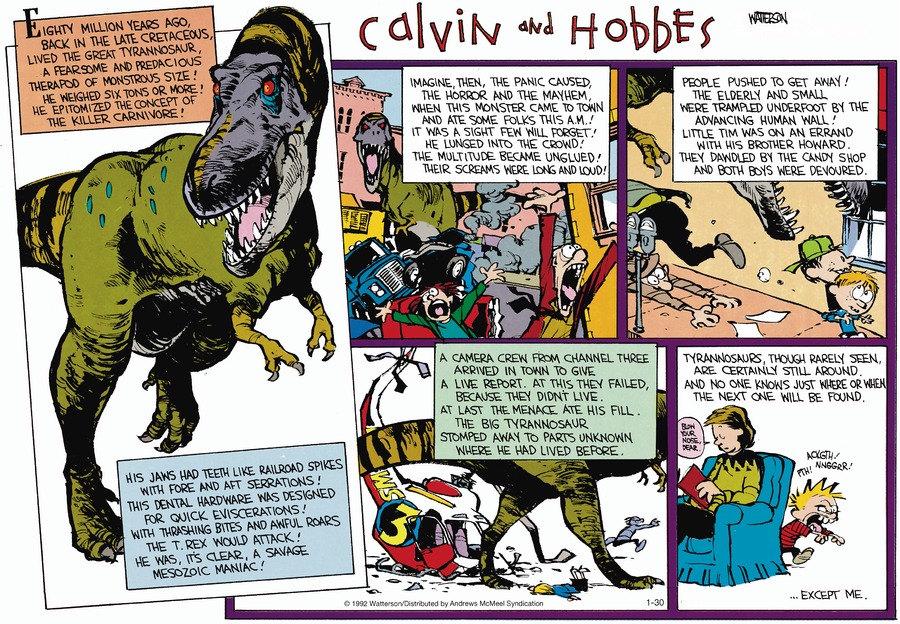 Calvin and Hobbes
WATTERSON
EIGHTY MILLION YEARS AGO,
BACK IN THE LATE CRETACEOUS,
LIVED THE GREAT TYRANNOSAUR,
A FEARSOME AND PREDACIOUS
THERAPOD OF MONSTROUS SIZE!
HE WEIGHED SIX TONS OR MORE!
HE EPITOMIZED THE CONCEPT OF
THE KILLER CARNIVORE!
HIS JAWS HAD TEETH LIKE RAILROAD SPIKES
WITH FORE AND AFT SERRATIONS!
THIS DENTAL HARDWARE WAS DESIGNED
FOR QUICK EVISCERATIONS!
WITH THRASHING BITES AND AWFUL ROARS
THE T. REX WOULD ATTACK!
HE WAS, IT'S CLEAR, A SAVAGE
MESOZOIC MANIAC!
IMAGINE, THEN, THE PANIC CAUSED,
THE HORROR AND THE MAYHEM,
WHEN THIS MONSTER CAME TO TOWN
AND ATE SOME FOLKS THIS A.M.!
IT WAS A SIGHT FEW WILL FORGET!
HE LUNGED INTO THE CROWD!
THE MULTITUDE BECAME UNGLUED!
THEIR SCREAMS WERE LONG AND LOUD!
PEOPLE PUSHED TO GET AWAY!
THE ELDERLY AND SMALL
WERE TRAMPLED UNDERFOOT BY THE
ADVANCING HUMAN WALL!
LITTLE TIM WAS ON AN ERRAND
WITH HIS BROTHER HOWARD.
THEY DAWDLED BY THE CANDY SHOP
AND BOTH BOYS WERE DEVOURED.
A CAMERA CREW FROM CHANNEL THREE
ARRIVED IN TOWN TO GIVE
A LIVE REPORT. AT THIS THEY FAILED,
BECAUSE THEY DIDN'T LIVE.
AT LAST THE MENACE ATE HIS FILL.
THE BIG TYRANNOSAUR
STOMPED AWAY TO PARTS UNKNOWN
WHERE HE HAD LIVED BEFORE.
3
TYRANNOSAURS, THOUGH RARELY SEEN,
ARE CERTAINLY STILL AROUND.
AND NO ONE KNOWS JUST WHERE OR WHEN
THE NEXT ONE WILL BE FOUND.
BLOW
YOUR
NOSE,
DEAR.
ACKGTH!
PTH! NNGGRR!
...EXCEPT ME.
© 1992 Watterson/Distributed by Andrews McMeel Syndication
1-30